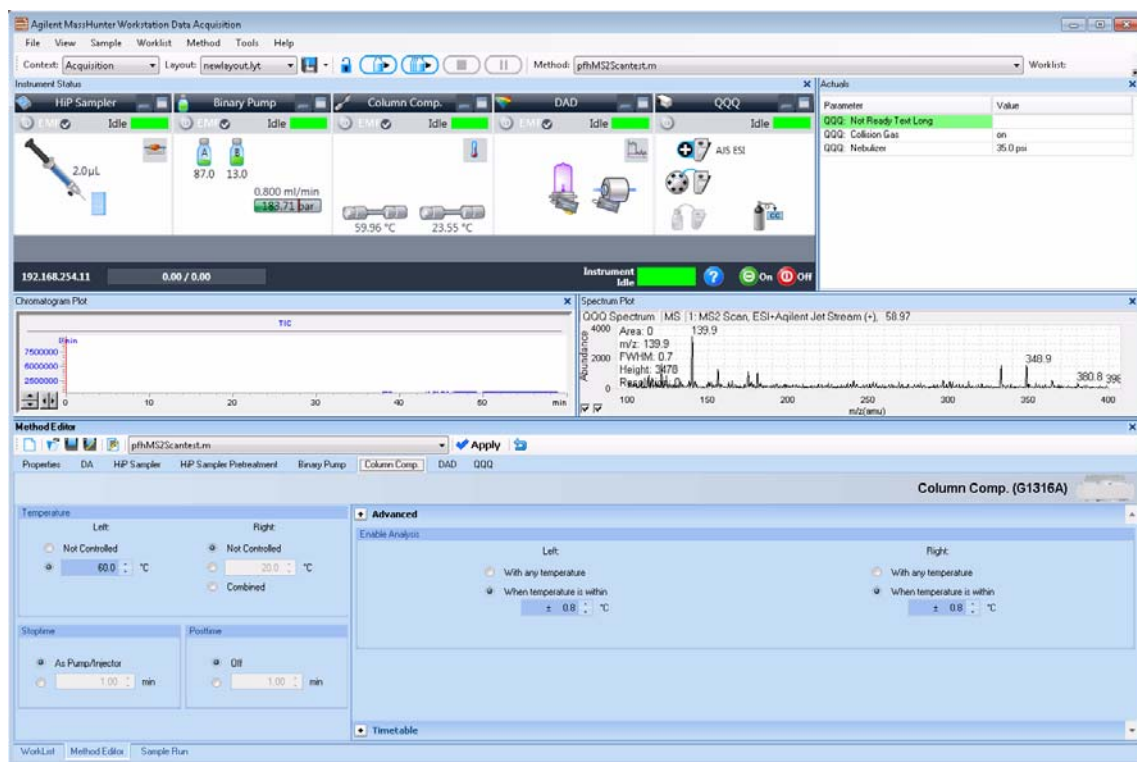 Agilent MassHunter Workstation Data Acquisition
File View Sample Worklist Method Tools Help
Context: Acquisition Layout: newlayout.lyt Method: pfhMS2Scantest.m Worklist:
Instrument Status
HiP Sampler Binary Pump Column Comp. DAD QQQ
EMF Idle EMF Idle EMF Idle EMF Idle Idle
2.0µL
A B
87.0 13.0
0.800 ml/min
183.71 bar
59.96 °C 23.55 °C
AJS ESI
CC
192.168.254.11 0.00 / 0.00 Instrument Idle ? On Off
Actuals
Parameter Value
QQQ: Not Ready Text Long
QQQ: Collision Gas on
QQQ: Nebulizer 35.0 psi
Chromatogram Plot
TIC
7500000
5000000
2500000
0 10 20 30 40 50 min
Spectrum Plot
QQQ Spectrum MS 1: MS2 Scan, ESI+Agilent Jet Stream (+), 58.97
Abundance
4000
2000
0
Area: 0
m/z: 139.9
FWHM: 0.7
Height: 3478
139.9
348.9
380.8 396
100 150 200 250 300 350 400
m/z(amu)
Method Editor
pfhMS2Scantest.m Apply
Properties DA HiP Sampler HiP Sampler Pretreatment Binary Pump Column Comp. DAD QQQ
Column Comp. (G1316A)
Temperature
Left: Right:
Not Controlled Not Controlled
60.0 °C 20.0 °C
Combined
Stoptime Posttime
As Pump/Injector Off
1.00 min 1.00 min
Advanced
Enable Analysis
Left: Right:
With any temperature With any temperature
When temperature is within When temperature is within
± 0.8 °C ± 0.8 °C
Timetable
WorkList Method Editor Sample Run